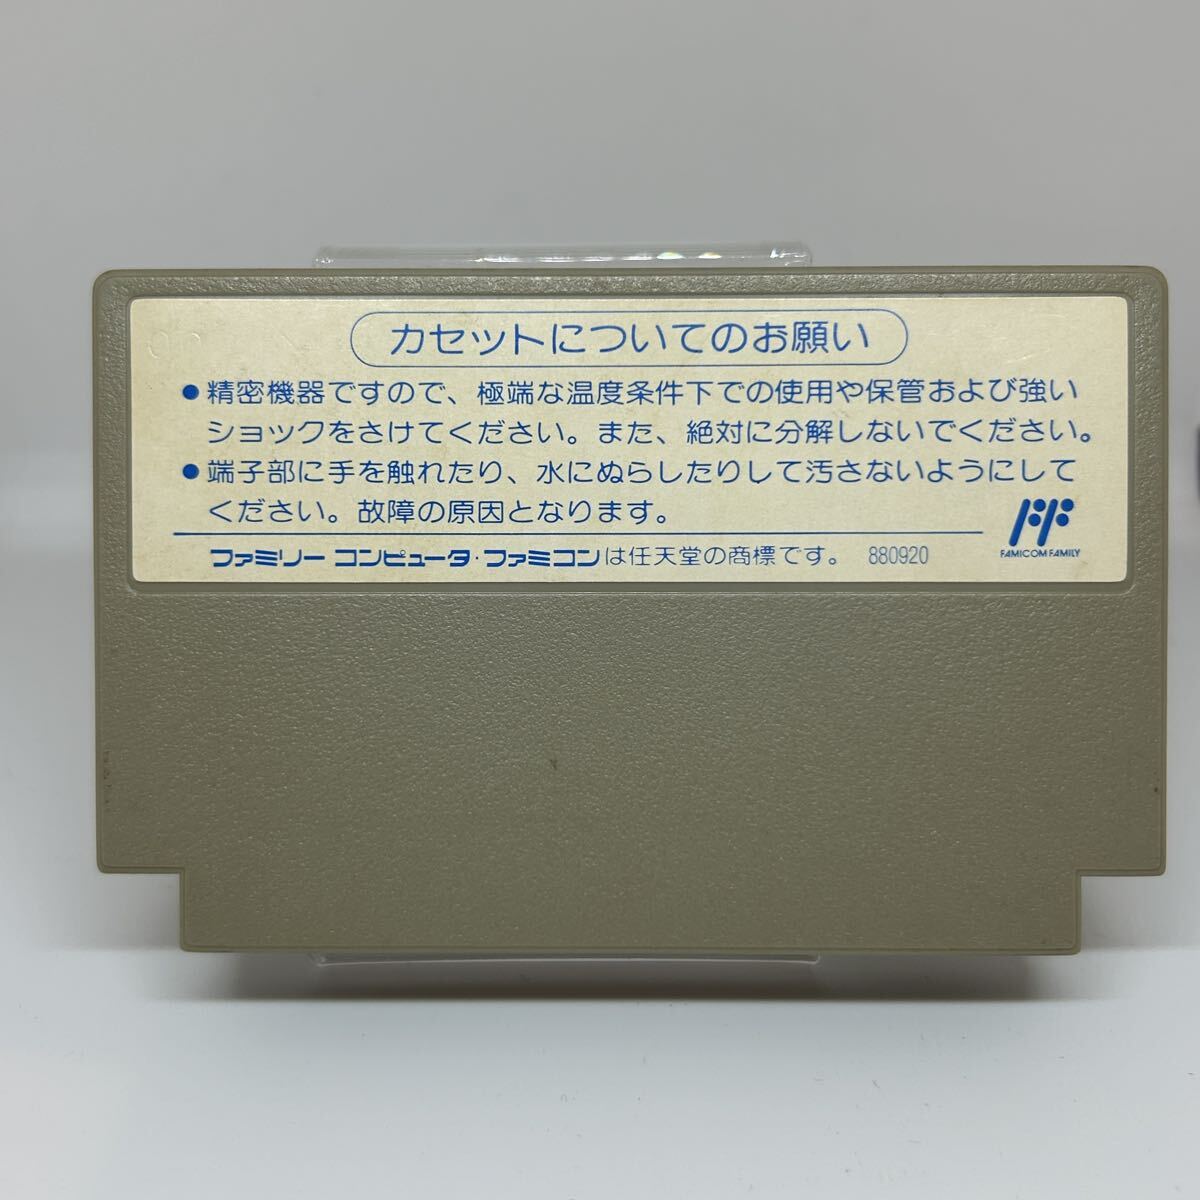 カセットについてのお願い
●精密機器ですので、極端な温度条件下での使用や保管および強い
ショックをさけてください。また、絶対に分解しないでください。
●端子部に手を触れたり、水にぬらしたりして汚さないようにして
ください。故障の原因となります。
ファミリー コンピュータ・ファミコンは任天堂の商標です。 880920
FAMICOM FAMILY